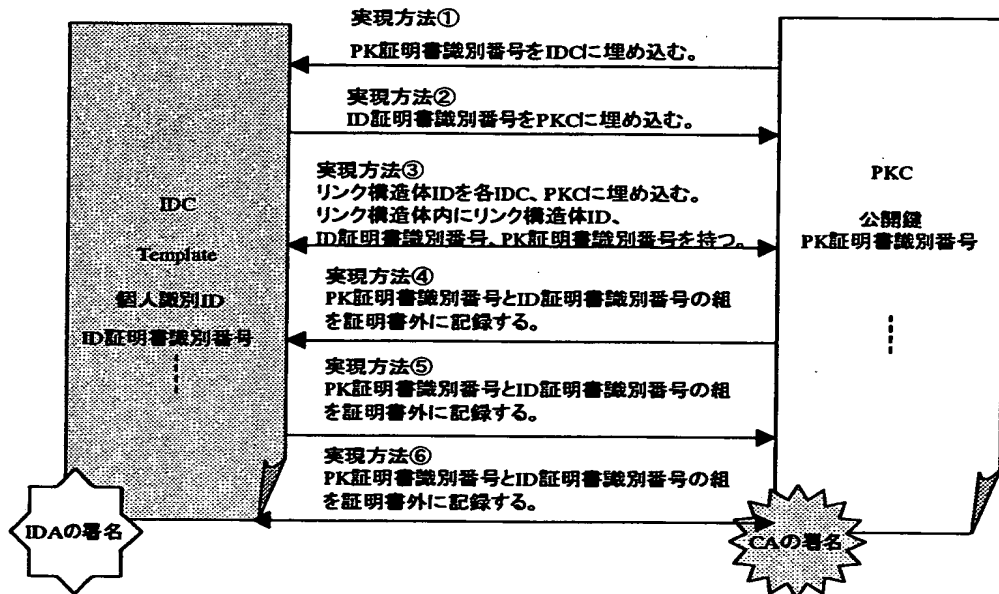 実現方法①
PK証明書識別番号をIDCに埋め込む。
実現方法②
ID証明書識別番号をPKCに埋め込む。
実現方法③
リンク構造体IDを各IDC、PKCに埋め込む。
リンク構造体内にリンク構造体ID、
ID証明書識別番号、PK証明書識別番号を持つ。
実現方法④
PK証明書識別番号とID証明書識別番号の組
を証明書外に記録する。
実現方法⑤
PK証明書識別番号とID証明書識別番号の組
を証明書外に記録する。
実現方法⑥
PK証明書識別番号とID証明書識別番号の組
を証明書外に記録する。
IDC
Template
個人識別ID
ID証明書識別番号
IDAの署名
PKC
公開鍵
PK証明書識別番号
CAの署名